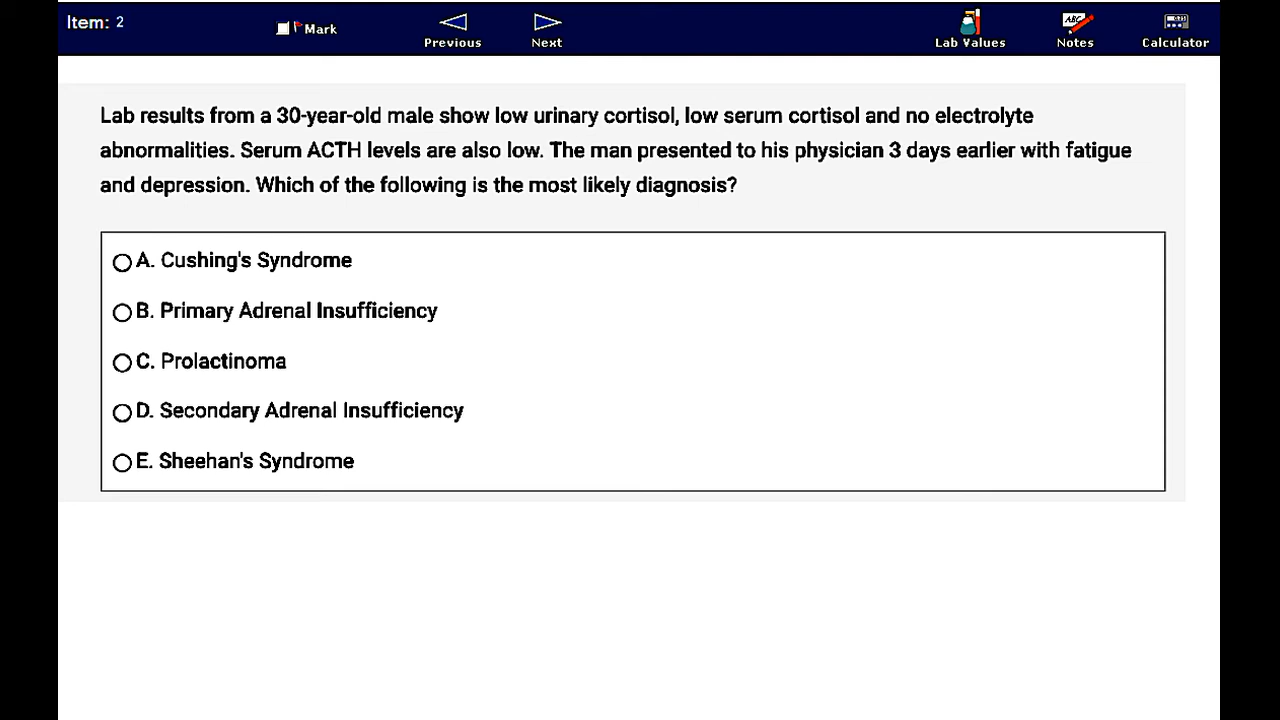 Item: 2
Mark
Previous
Next
Lab Values
ABC
Notes
Calculator
Lab results from a 30-year-old male show low urinary cortisol, low serum cortisol and no electrolyte
abnormalities. Serum ACTH levels are also low. The man presented to his physician 3 days earlier with fatigue
and depression. Which of the following is the most likely diagnosis?
A. Cushing's Syndrome
B. Primary Adrenal Insufficiency
C. Prolactinoma
D. Secondary Adrenal Insufficiency
E. Sheehan's Syndrome